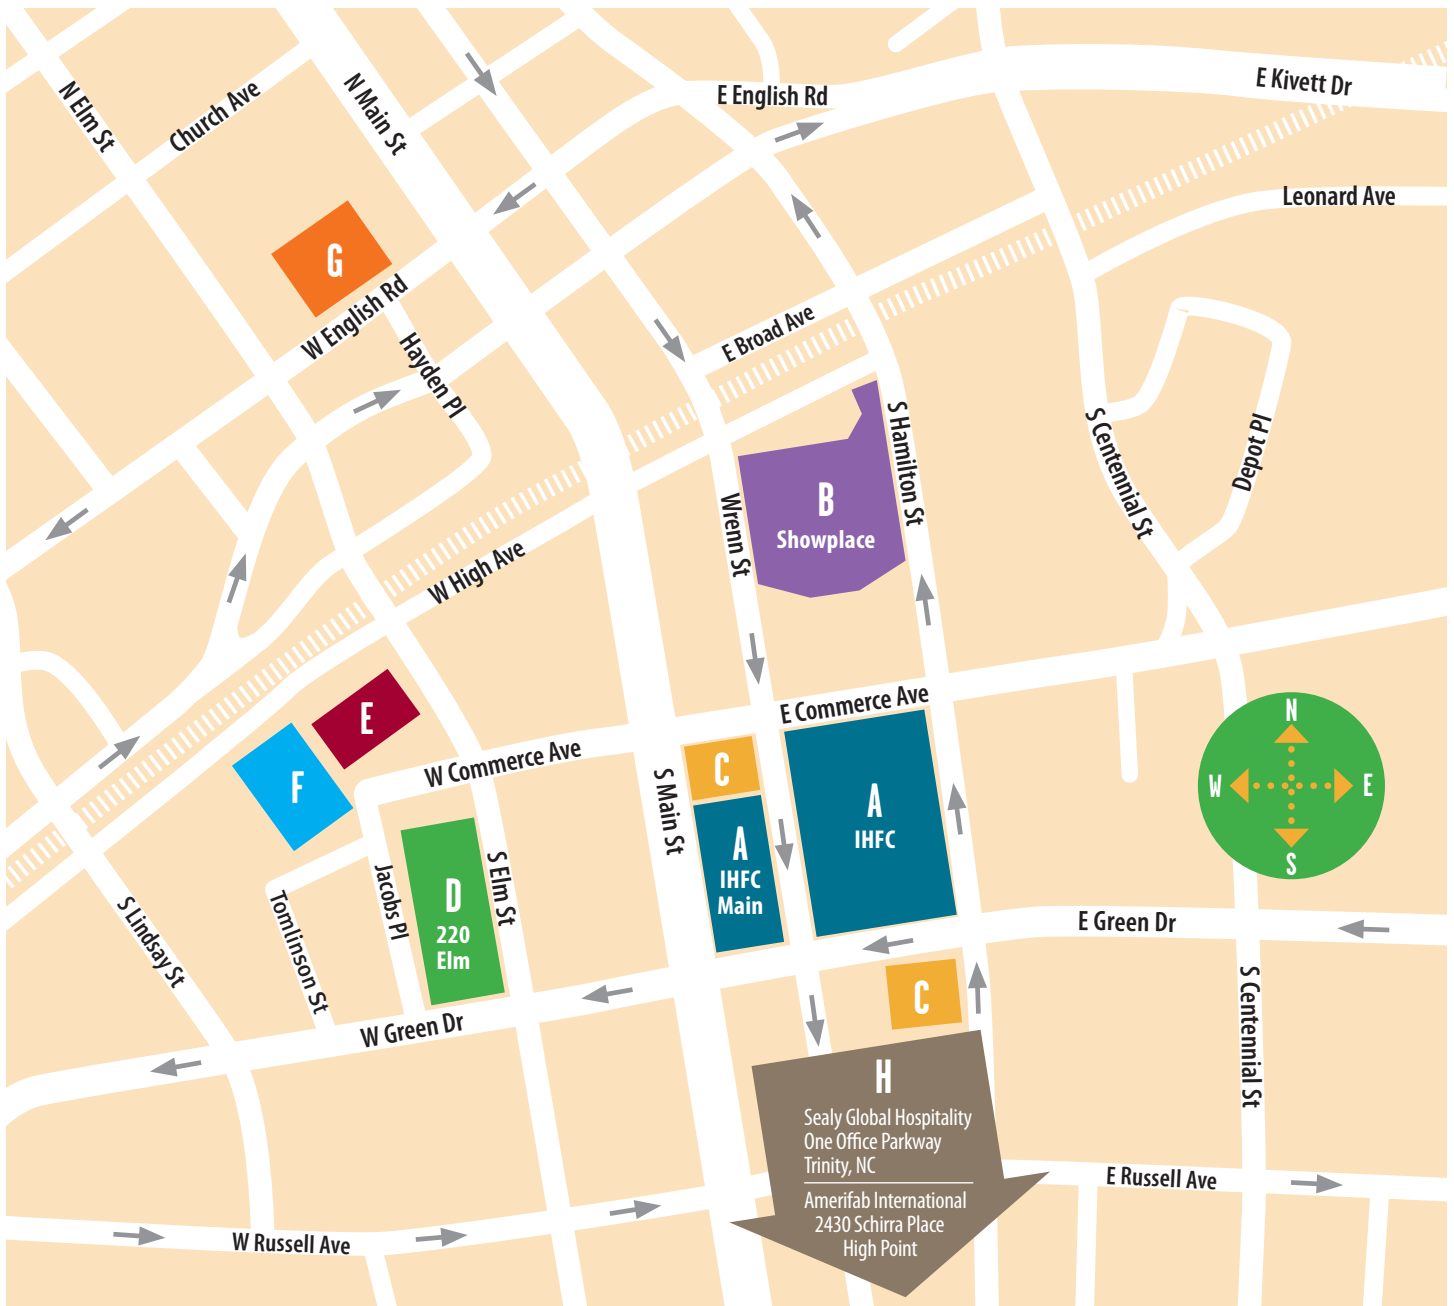 E Kivett Dr
E English Rd
N Elm St
Church Ave
N Main St
Leonard Ave
G
W English Rd
Hayden Pl
E Broad Ave
S Hamilton St
S Centennial St
Depot Pl
B
Showplace
Wrenn St
W High Ave
E
F
E Commerce Ave
W Commerce Ave
N
W
E
S
C
A
IHFC
S Main St
A
IHFC
Main
D
220
Elm
S Elm St
Jacobs Pl
Tomlinson St
S Lindsay St
E Green Dr
C
W Green Dr
S Centennial St
H
Sealy Global Hospitality
One Office Parkway
Trinity, NC
Amerifab International
2430 Schirra Place
High Point
E Russell Ave
W Russell Ave